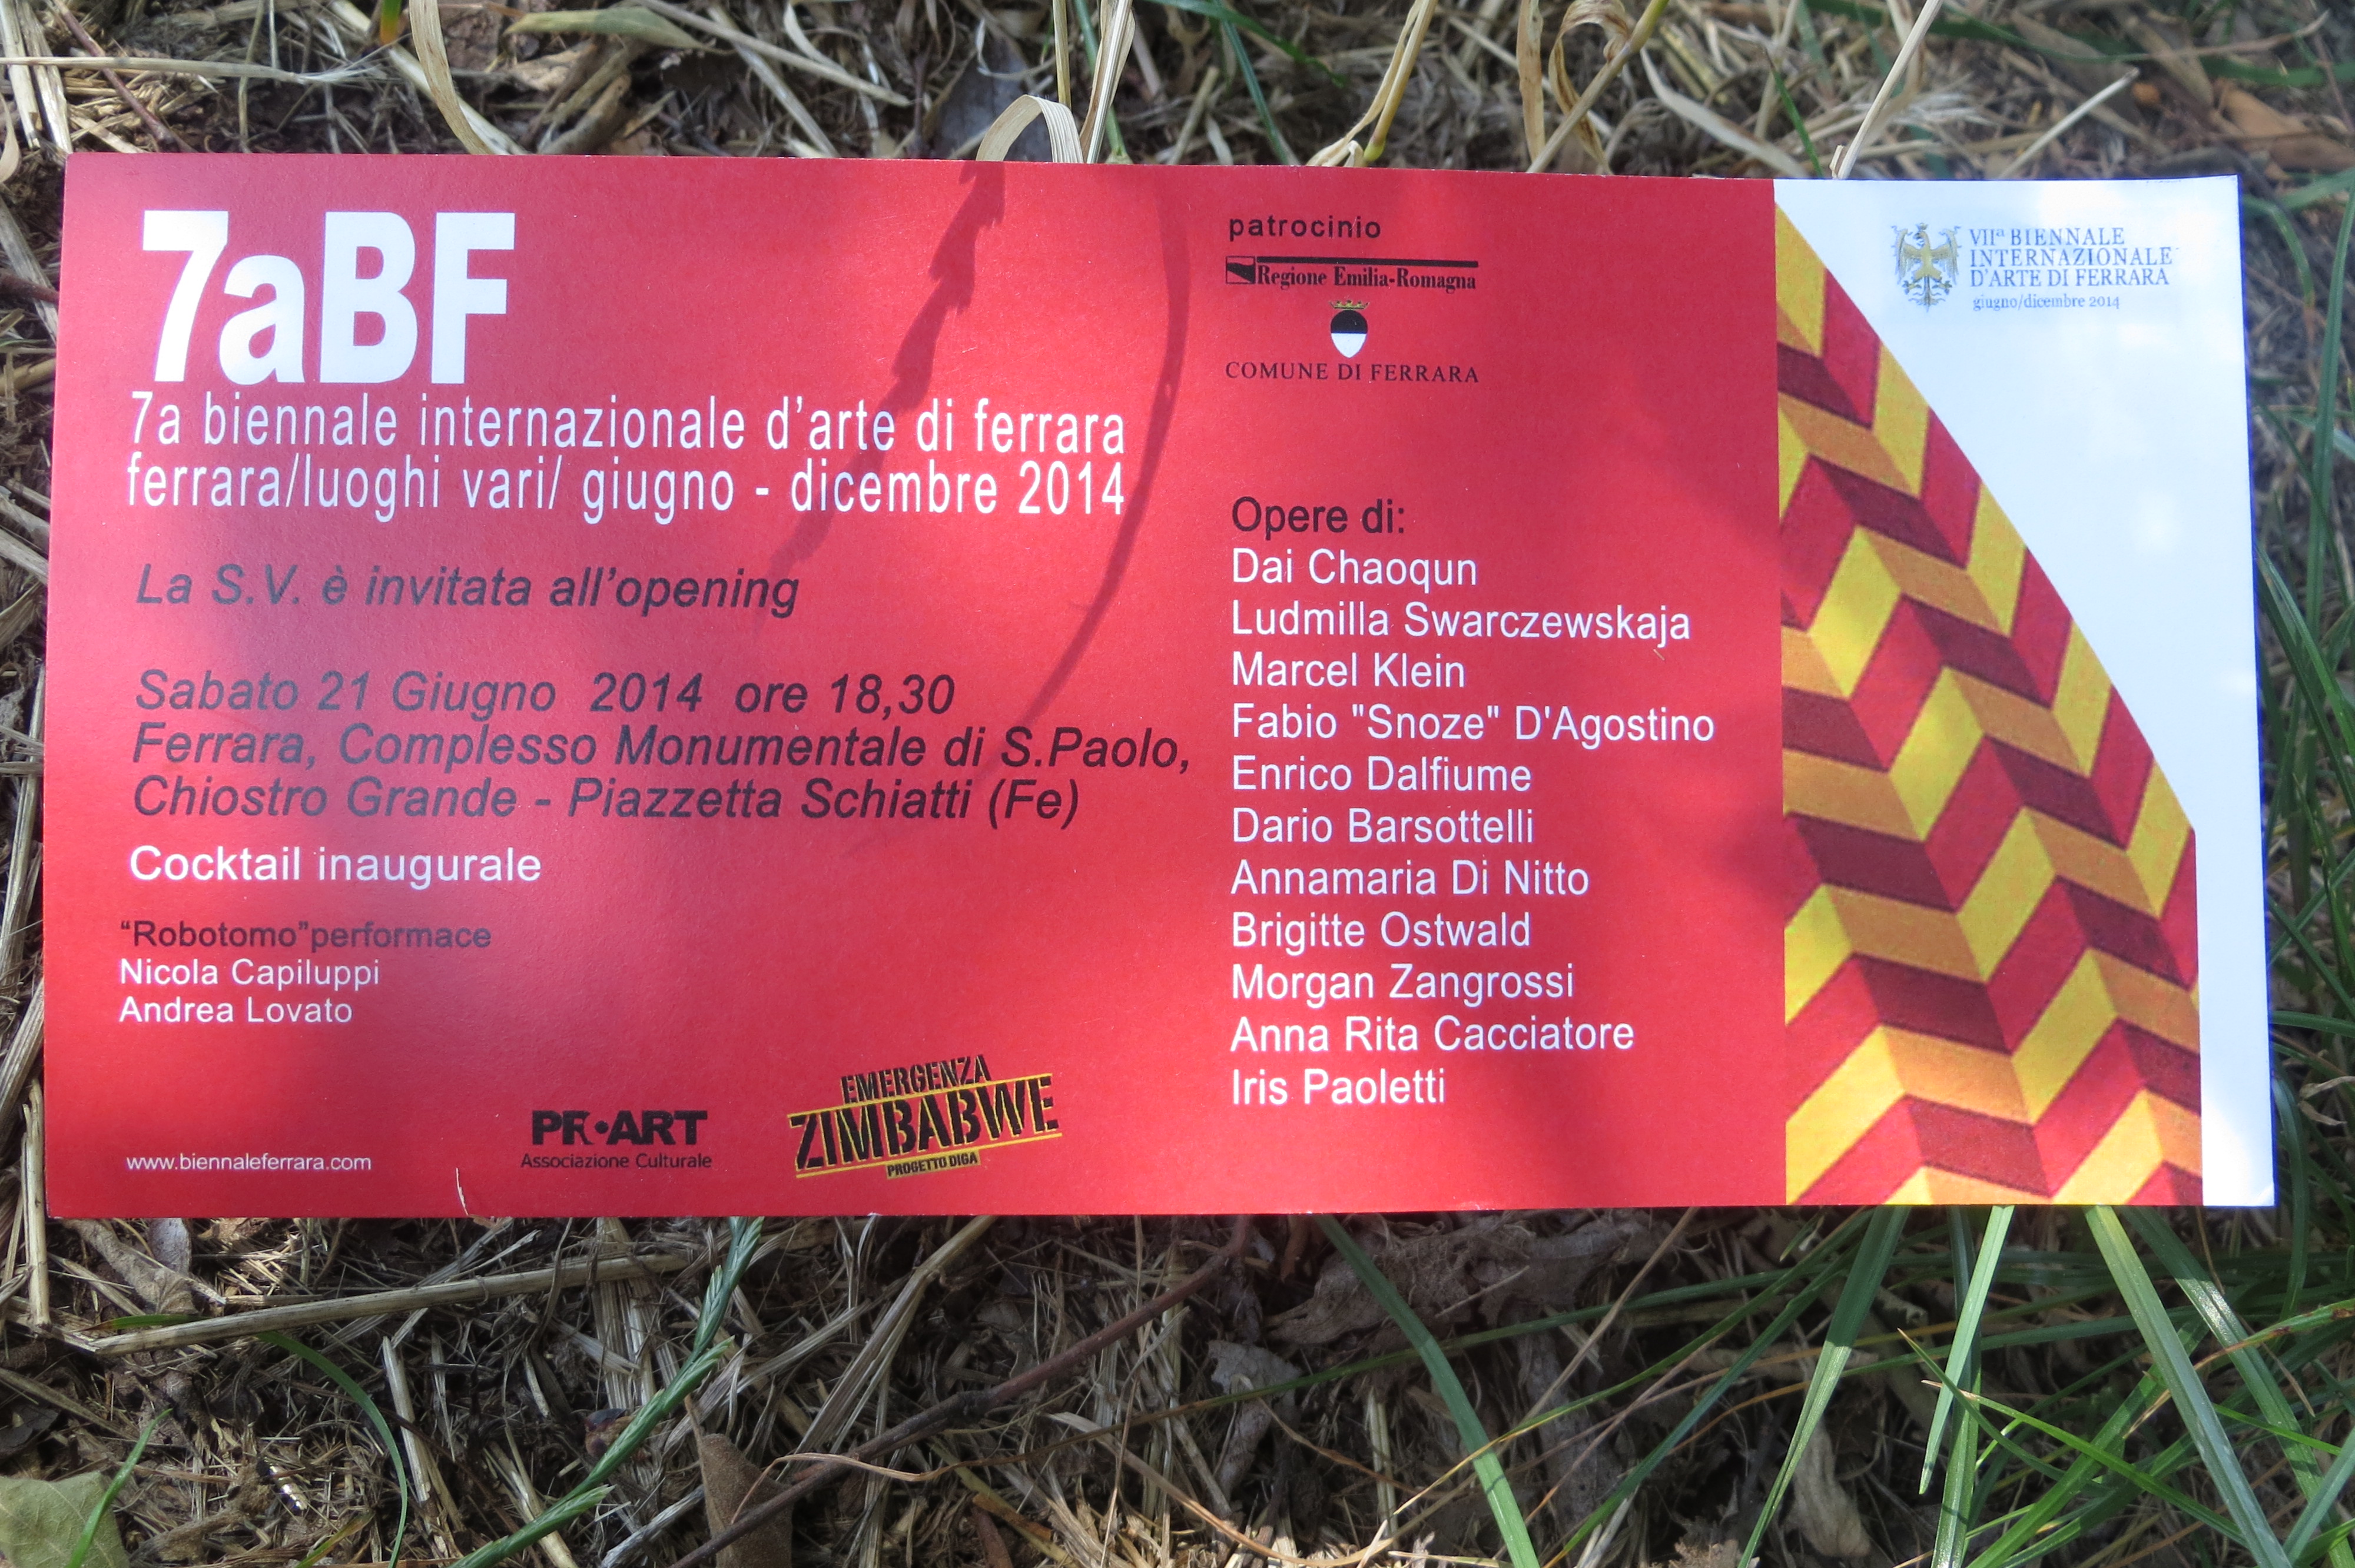 7aBF
7a biennale internazionale d'arte di ferrara
ferrara/luoghi vari/ giugno - dicembre 2014
La S.V. è invitata all'opening
Sabato 21 Giugno 2014 ore 18,30
Ferrara, Complesso Monumentale di S.Paolo,
Chiostro Grande - Piazzetta Schiatti (Fe)
Cocktail inaugurale
“Robotomo”performace
Nicola Capiluppi
Andrea Lovato
www.biennaleferrara.com
PR•ART
Associazione Culturale
EMERGENZA
ZIMBABWE
PROGETTO DIGA
patrocinio
Regione Emilia-Romagna
COMUNE DI FERRARA
Opere di:
Dai Chaoqun
Ludmilla Swarczewskaja
Marcel Klein
Fabio "Snoze" D'Agostino
Enrico Dalfiume
Dario Barsottelli
Annamaria Di Nitto
Brigitte Ostwald
Morgan Zangrossi
Anna Rita Cacciatore
Iris Paoletti
VIIª BIENNALE
INTERNAZIONALE
D'ARTE DI FERRARA
giugno/dicembre 2014